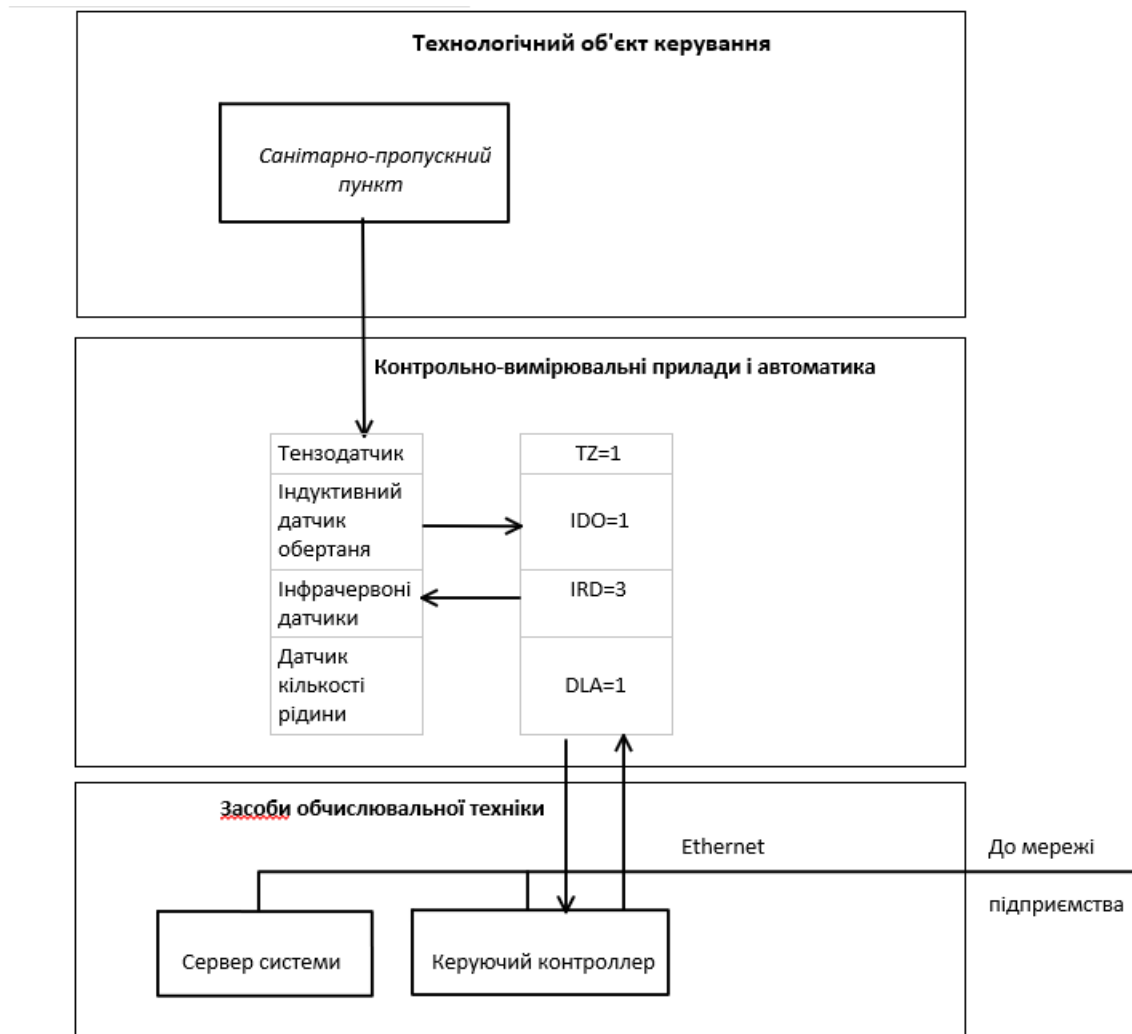 Технологічний об'єкт керування
Санітарно-пропускний
пункт
Контрольно-вимірювальні прилади і автоматика
Тензодатчик
TZ=1
Індуктивний
датчик
обертаня
IDO=1
Інфрачервоні
датчики
IRD=3
Датчик
кількості
рідини
DLA=1
Засоби обчислювальної техніки
Ethernet
До мережі
підприємства
Сервер системи
Керуючий контроллер